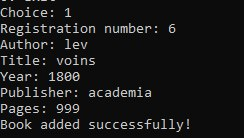 Choice: 1
Registration number: 6
Author: lev
Title: voins
Year: 1800
Publisher: academia
Pages: 999
Book added successfully!